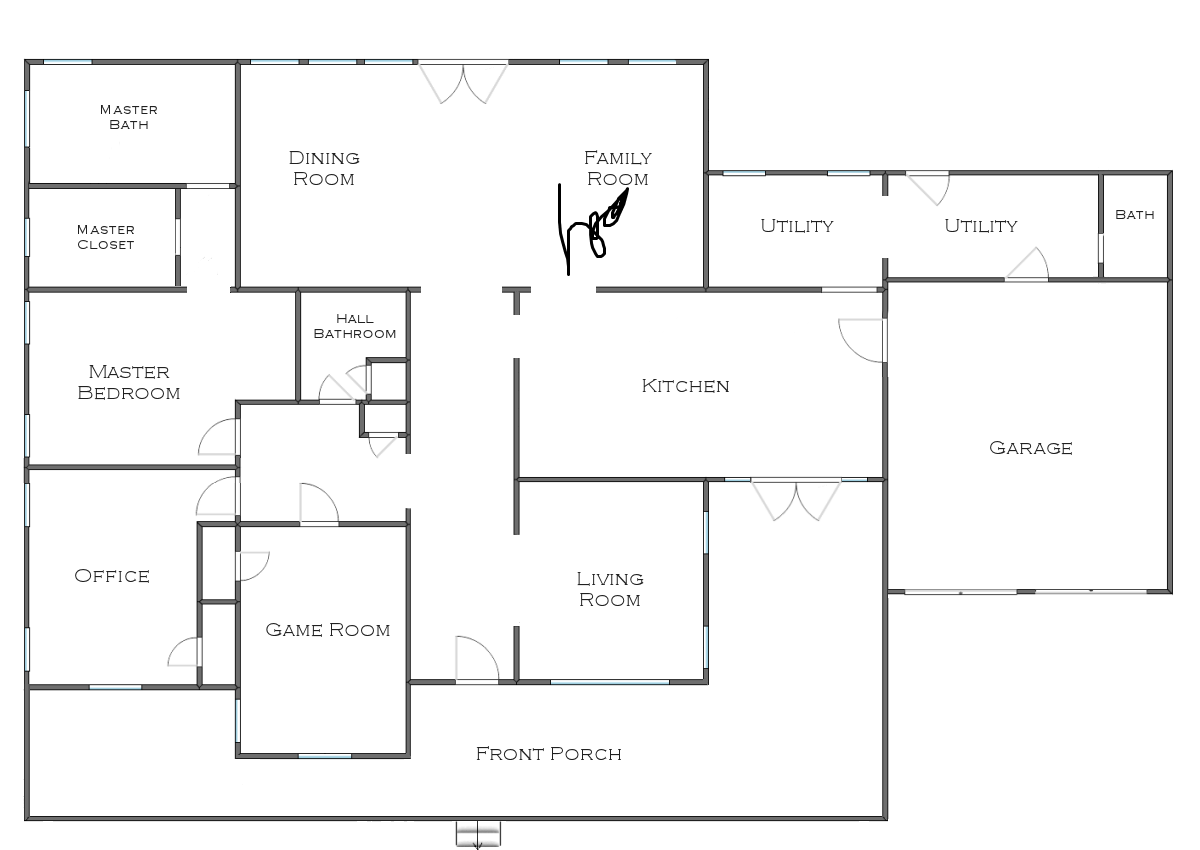 MASTER
BATH
DINING
ROOM
FAMILY
ROOM
MASTER
CLOSET
UTILITY
UTILITY
BATH
HALL
BATHROOM
MASTER
BEDROOM
KITCHEN
GARAGE
OFFICE
LIVING
ROOM
GAME ROOM
FRONT PORCH